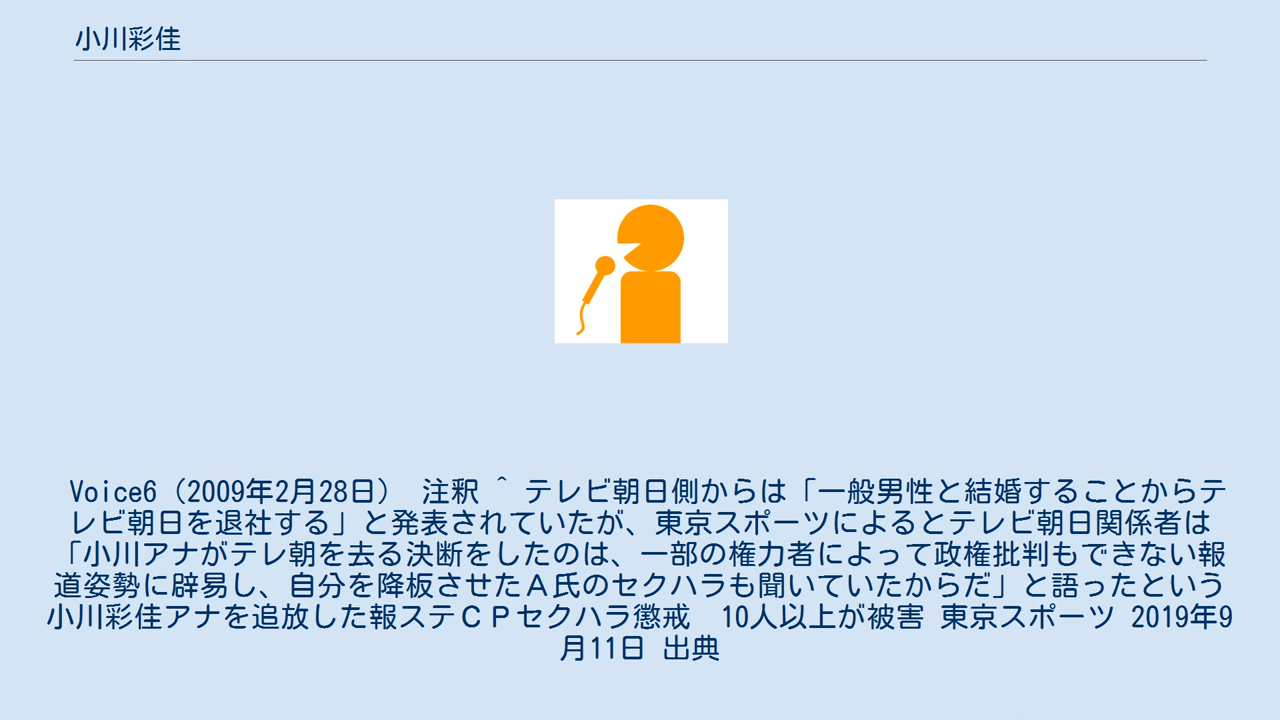 小川彩佳
Voice6（2009年2月28日） 注釈 ^ テレビ朝日側からは「一般男性と結婚することからテ
レビ朝日を退社する」と発表されていたが、東京スポーツによるとテレビ朝日関係者は
「小川アナがテレ朝を去る決断をしたのは、一部の権力者によって政権批判もできない報
道姿勢に辟易し、自分を降板させたＡ氏のセクハラも聞いていたからだ」と語ったという
小川彩佳アナを追放した報ステＣＰセクハラ懲戒　10人以上が被害 東京スポーツ 2019年9
月11日 出典